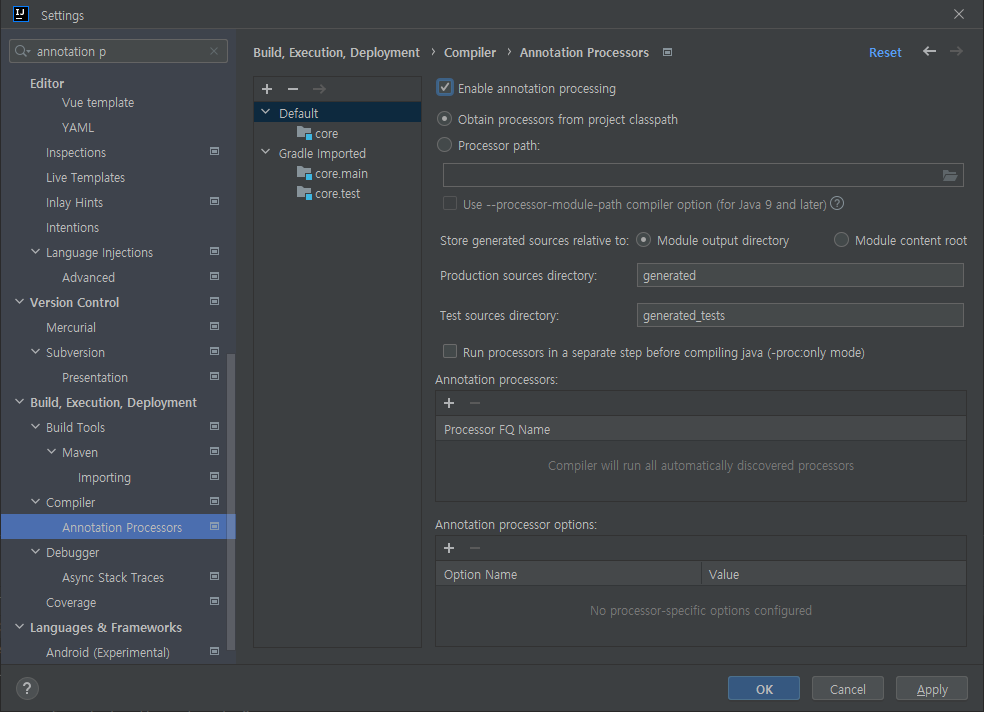 IJ Settings
annotation p
Editor
Vue template
YAML
Inspections
Live Templates
Inlay Hints
Intentions
Language Injections
Advanced
Version Control
Mercurial
Subversion
Presentation
Build, Execution, Deployment
Build Tools
Maven
Importing
Compiler
Annotation Processors
Debugger
Async Stack Traces
Coverage
Languages & Frameworks
Android (Experimental)
Build, Execution, Deployment › Compiler › Annotation Processors
Reset
Default
core
Gradle Imported
core.main
core.test
Enable annotation processing
Obtain processors from project classpath
Processor path:
Use --processor-module-path compiler option (for Java 9 and later) ?
Store generated sources relative to: Module output directory Module content root
Production sources directory: generated
Test sources directory: generated_tests
Run processors in a separate step before compiling java (-proc:only mode)
Annotation processors:
Processor FQ Name
Compiler will run all automatically discovered processors
Annotation processor options:
Option Name Value
No processor-specific options configured
? OK Cancel Apply